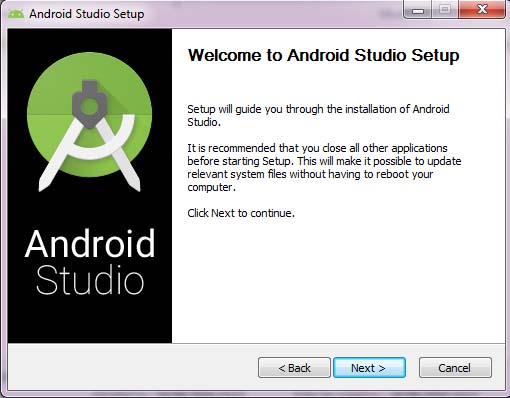 Android Studio Setup
Welcome to Android Studio Setup
Setup will guide you through the installation of Android
Studio.
It is recommended that you close all other applications
before starting Setup. This will make it possible to update
relevant system files without having to reboot your
computer.
Click Next to continue.
Android
Studio
< Back
Next >
Cancel